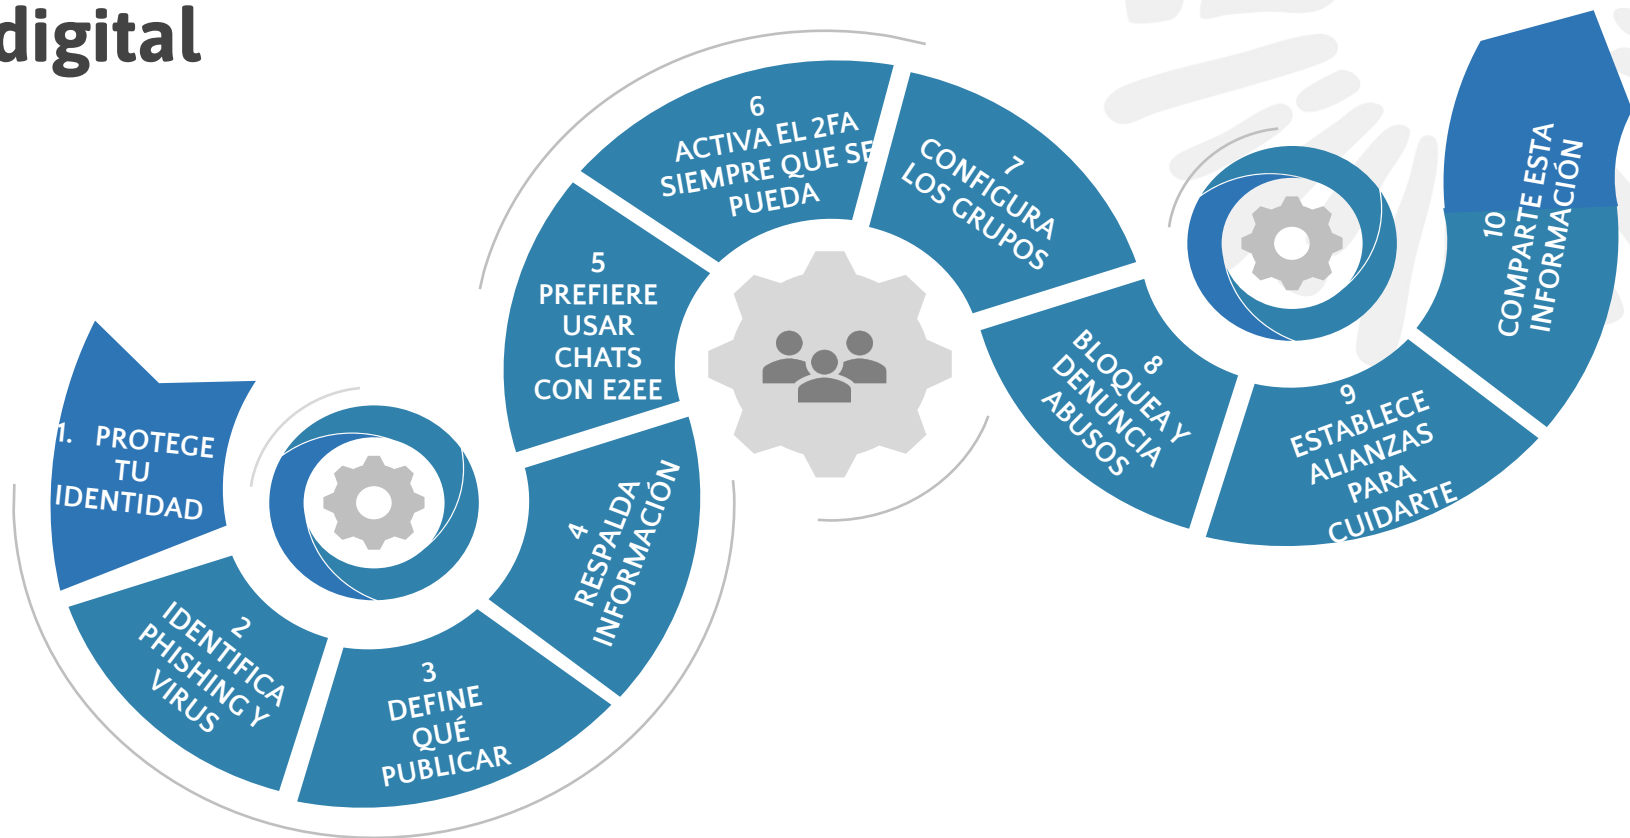 digital
1. PROTEGE
TU
IDENTIDAD
2
IDENTIFICA
PHISHING Y
VIRUS
3
DEFINE
QUÉ
PUBLICAR
4
RESPALDA
INFORMACIÓN
5
PREFIERE
USAR
CHATS
CON E2EE
6
ACTIVA EL 2FA
SIEMPRE QUE SE
PUEDA
7
CONFIGURA
LOS GRUPOS
8
BLOQUEA Y
DENUNCIA
ABUSOS
9
ESTABLECE
ALIANZAS
PARA
CUIDARTE
10
COMPARTE ESTA
INFORMACIÓN